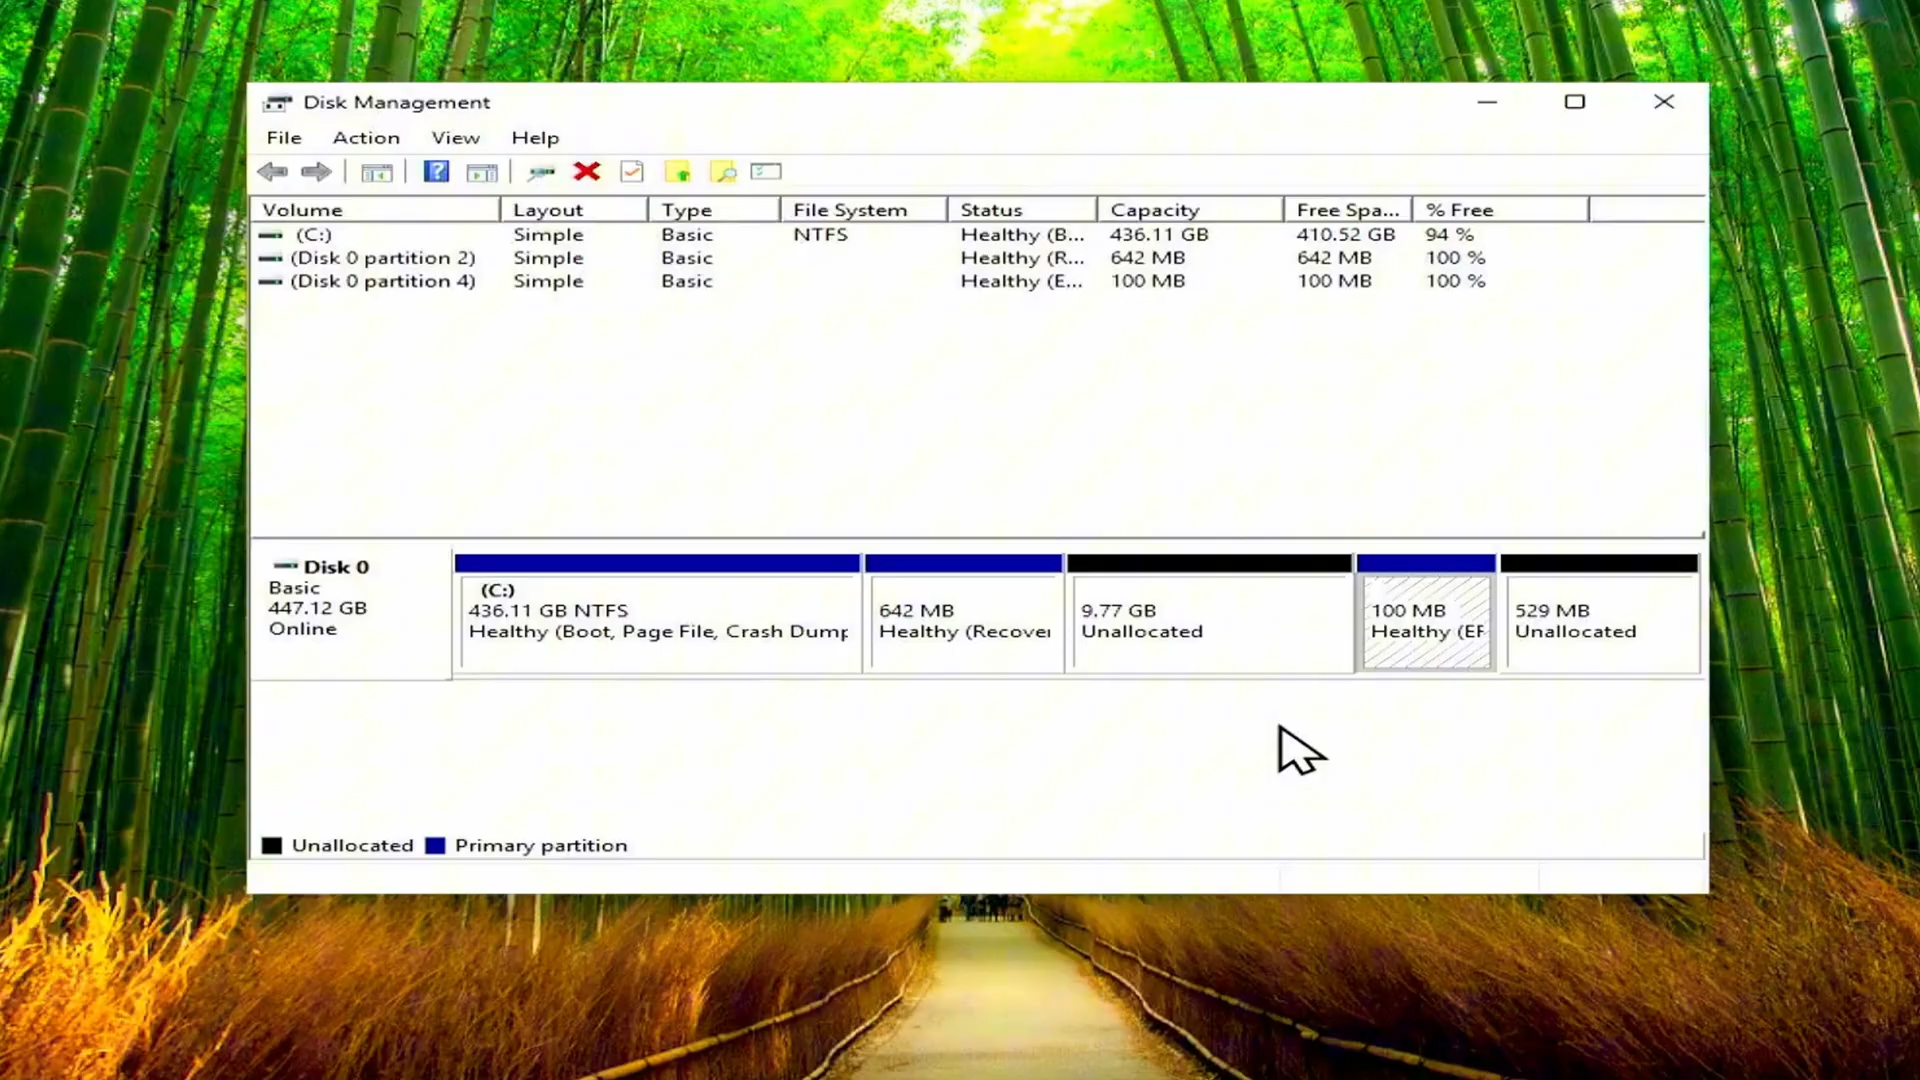 Disk Management
File Action View Help
Volume Layout Type File System Status Capacity Free Spa... % Free
(C:) Simple Basic NTFS Healthy (B... 436.11 GB 410.52 GB 94 %
(Disk 0 partition 2) Simple Basic Healthy (R... 642 MB 642 MB 100 %
(Disk 0 partition 4) Simple Basic Healthy (E... 100 MB 100 MB 100 %
Disk 0
Basic
447.12 GB
Online
(C:)
436.11 GB NTFS
Healthy (Boot, Page File, Crash Dump
642 MB
Healthy (Recover
9.77 GB
Unallocated
100 MB
Healthy (EF
529 MB
Unallocated
Unallocated Primary partition